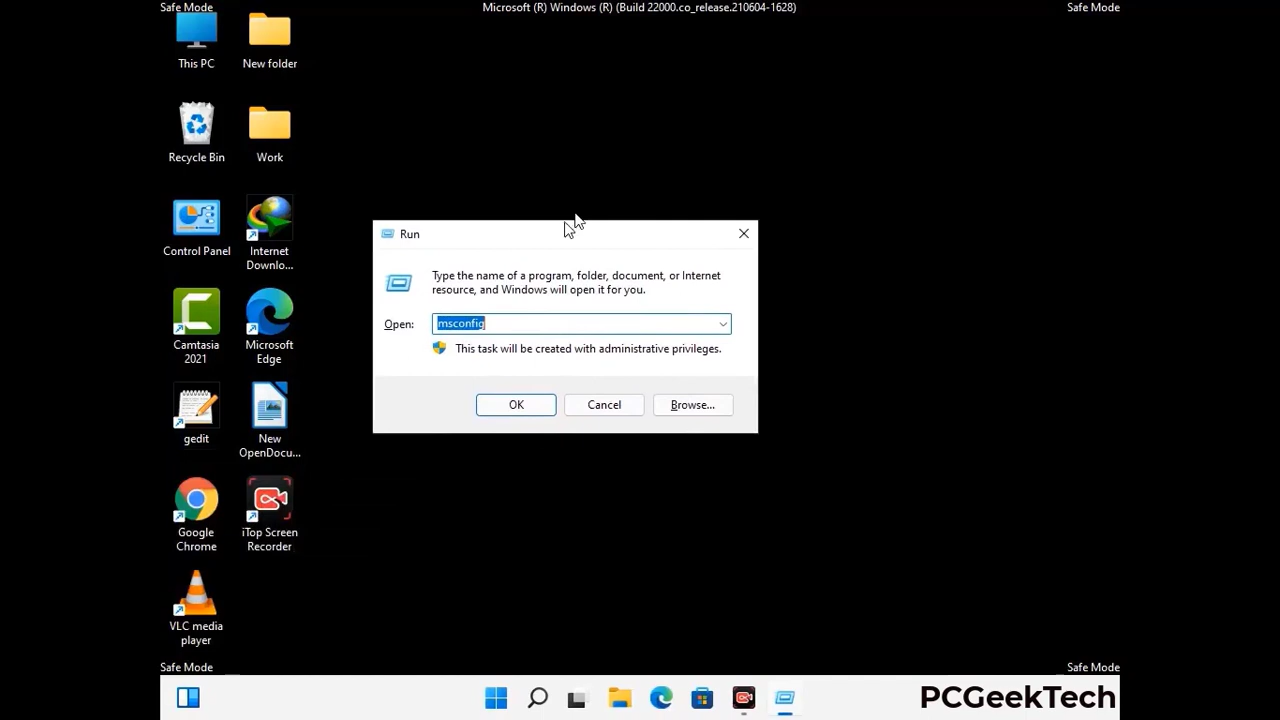 Safe Mode
Microsoft (R) Windows (R) (Build 22000.co_release.210604-1628)
Safe Mode
This PC
New folder
Recycle Bin
Work
Control Panel
Internet
Downlo...
Camtasia
2021
Microsoft
Edge
gedit
New
OpenDocu...
Google
Chrome
iTop Screen
Recorder
VLC media
player
Run
Type the name of a program, folder, document, or Internet
resource, and Windows will open it for you.
Open:
msconfig
This task will be created with administrative privileges.
OK
Cancel
Browse...
Safe Mode
Safe Mode
PCGeekTech